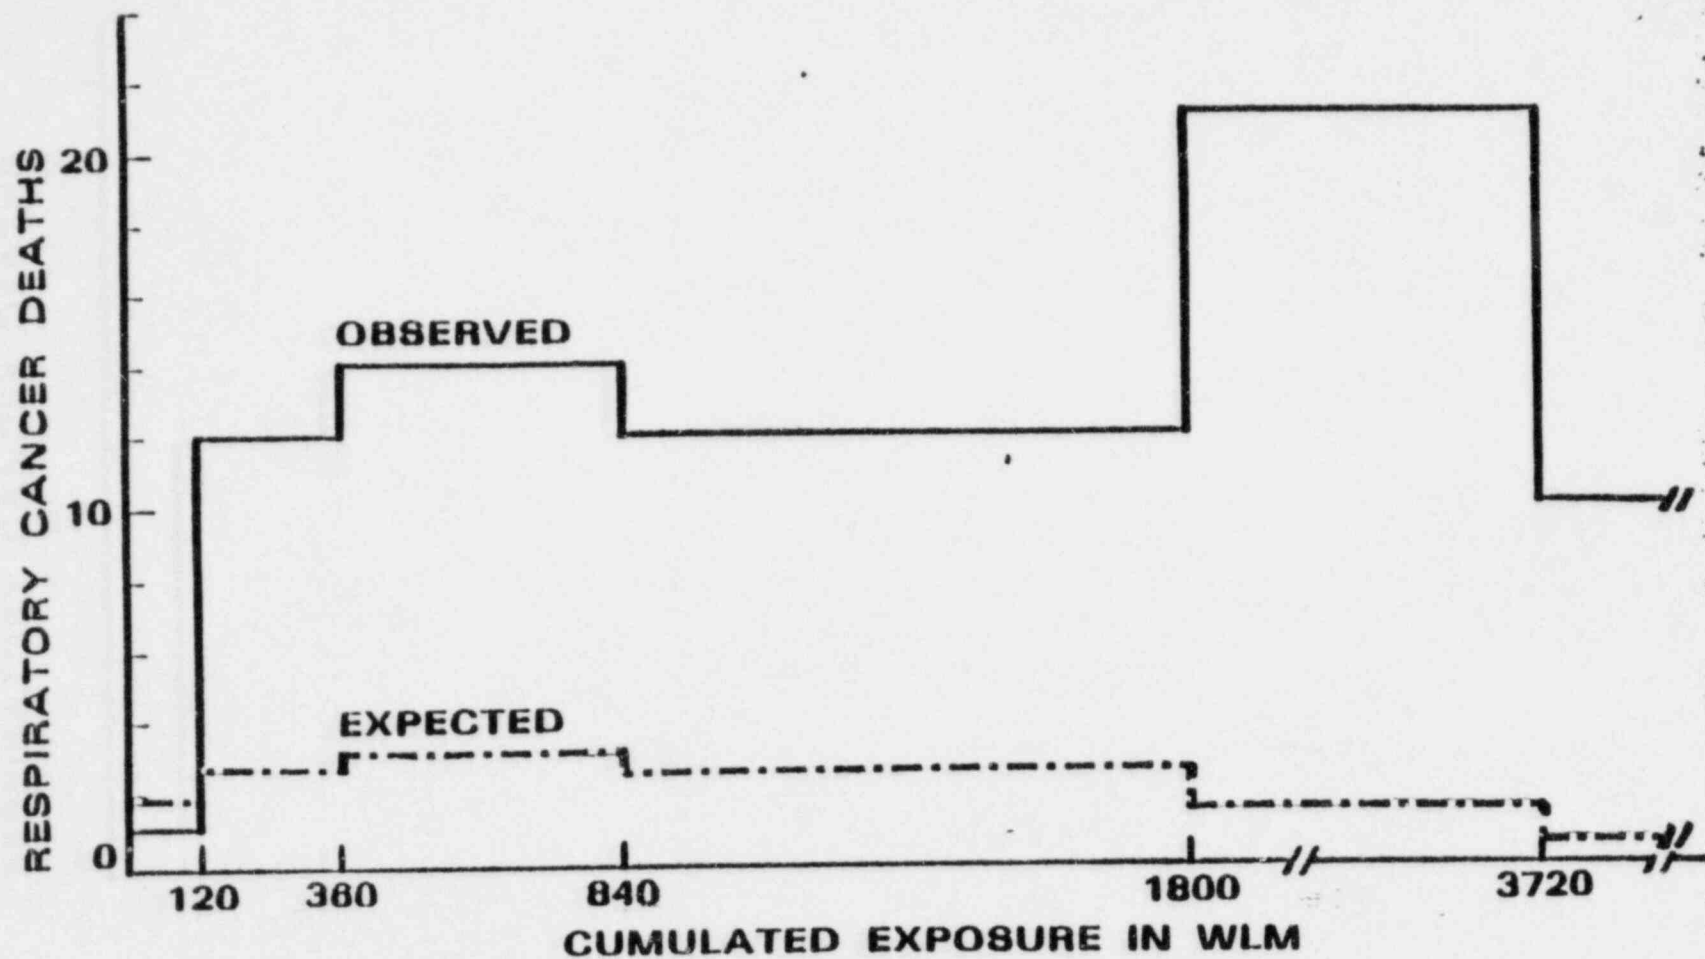 RESPIRATORY CANCER DEATHS
20
10
0
OBSERVED
EXPECTED
120 360 840 1800 3720
CUMULATED EXPOSURE IN WLM